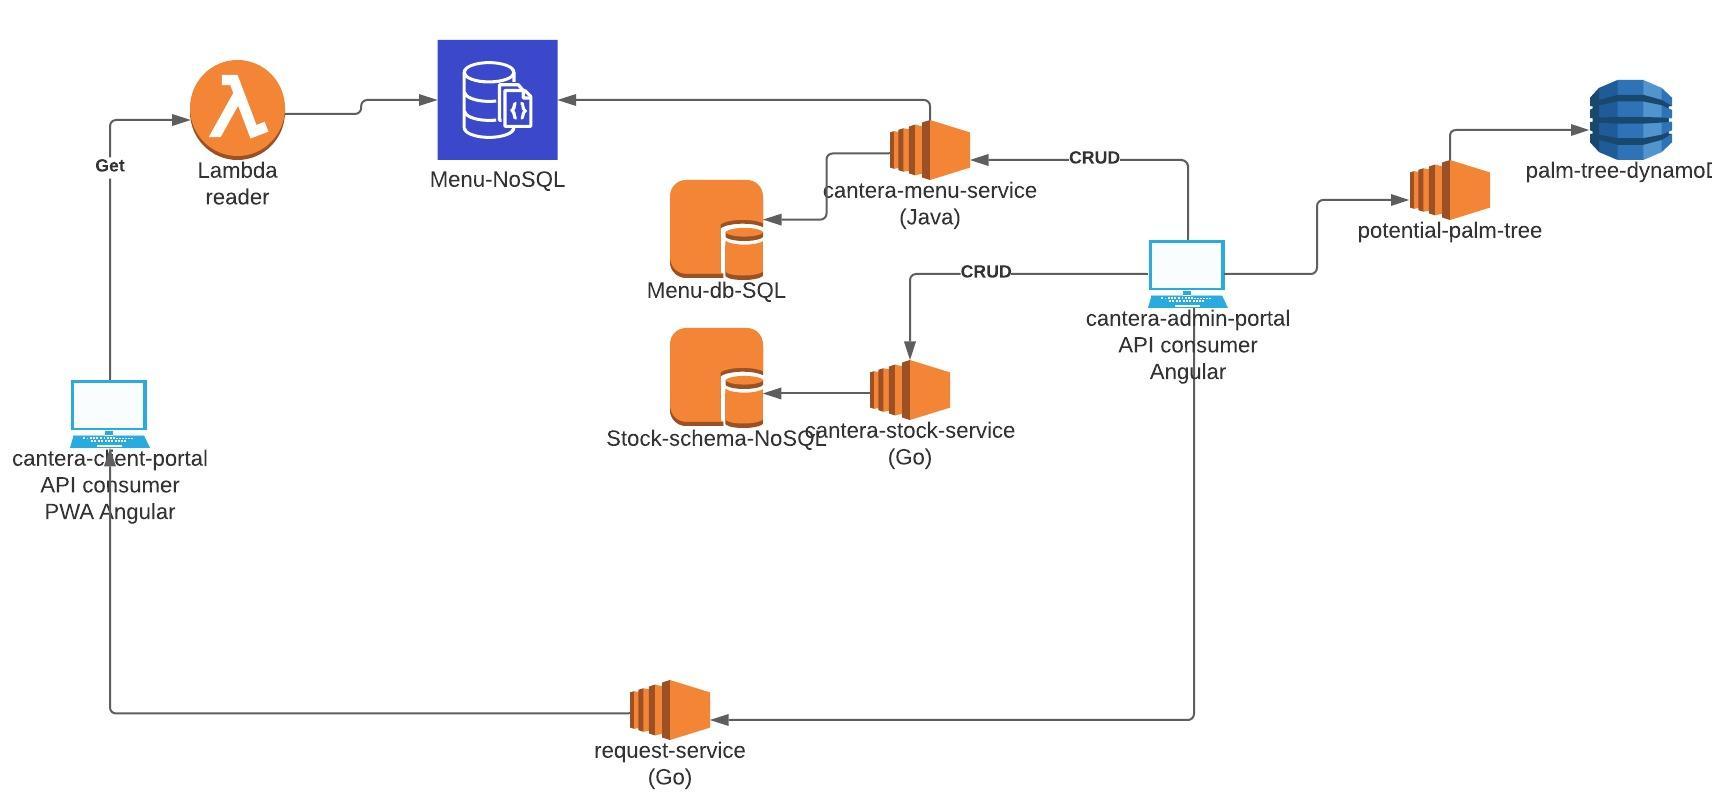 Get
Lambda
reader
Menu-NoSQL
CRUD
cantera-menu-service
(Java)
Menu-db-SQL
palm-tree-dynamoD
potential-palm-tree
CRUD
cantera-admin-portal
API consumer
Angular
Stock-schema-NoSQL
cantera-stock-service
(Go)
cantera-client-portal
API consumer
PWA Angular
request-service
(Go)